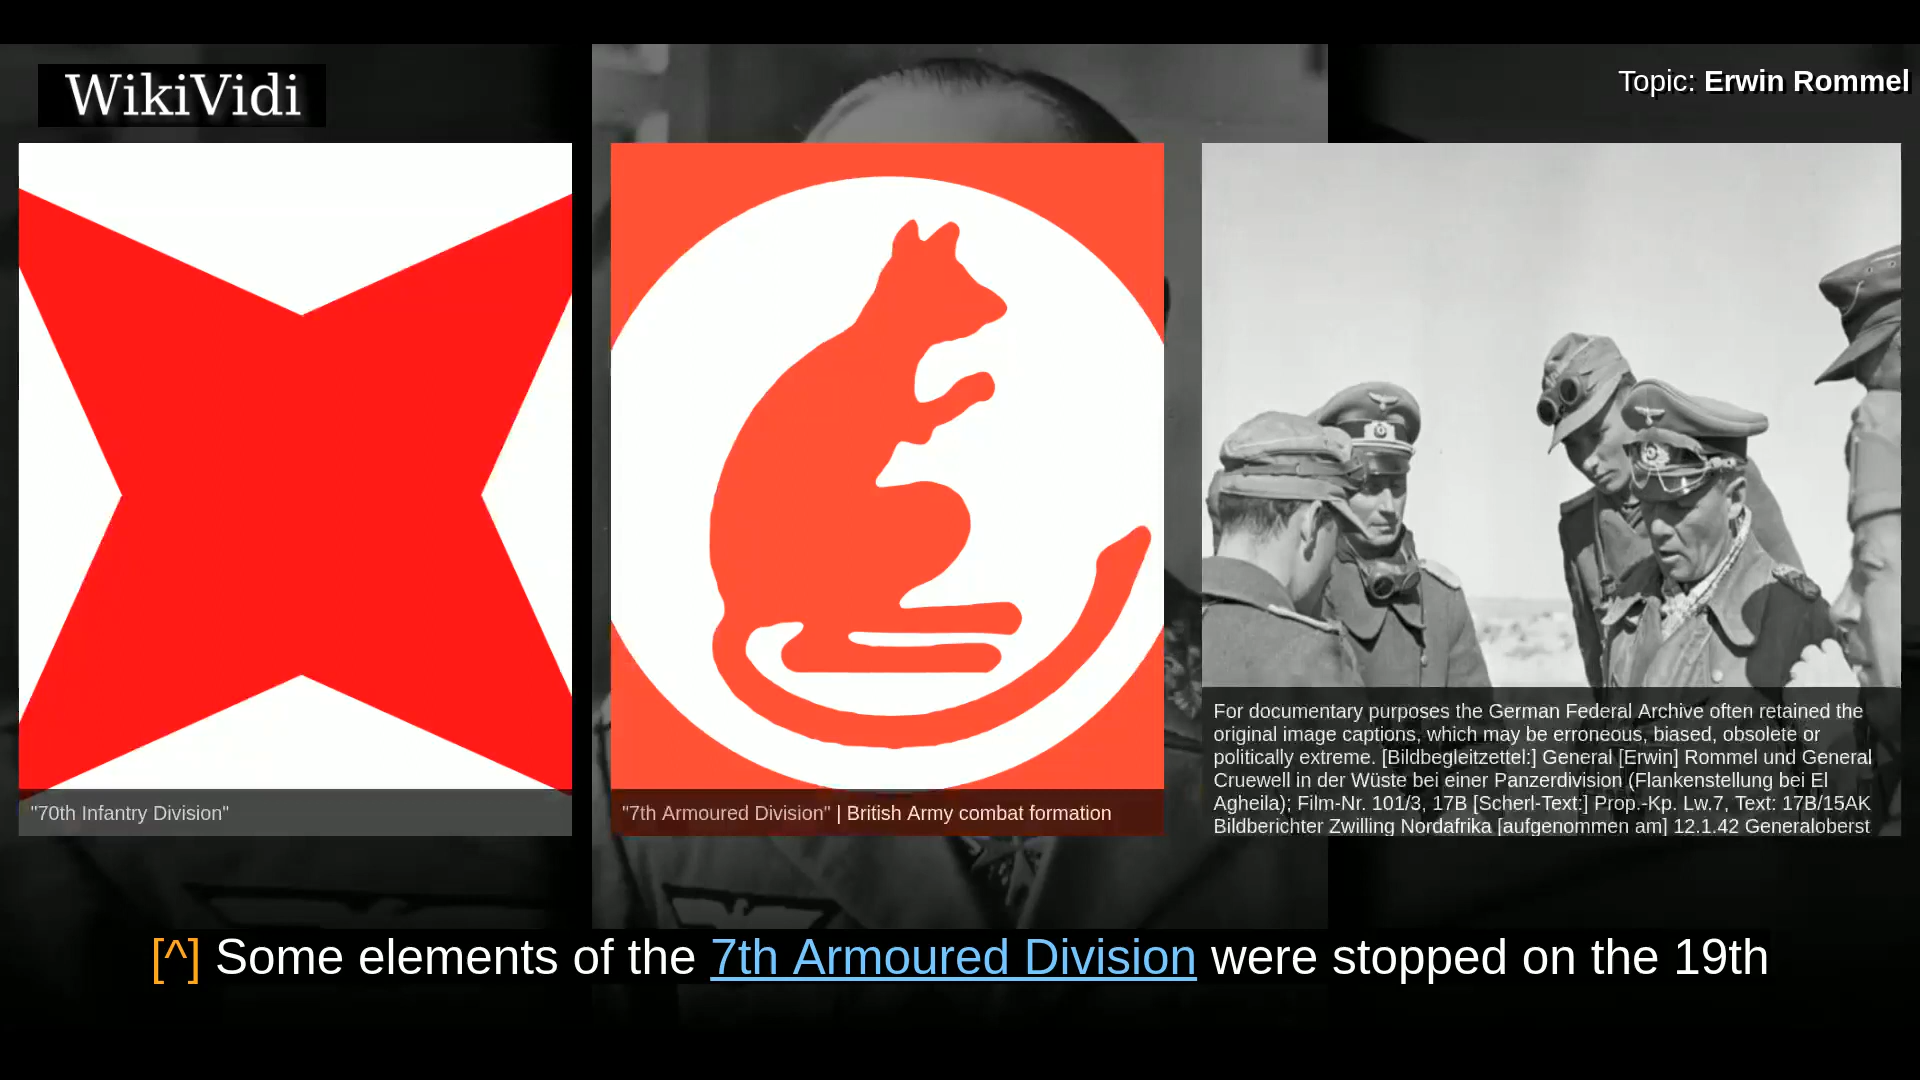 WikiVidi
Topic: Erwin Rommel
"70th Infantry Division"
"7th Armoured Division" | British Army combat formation
For documentary purposes the German Federal Archive often retained the
original image captions, which may be erroneous, biased, obsolete or
politically extreme. [Bildbegleitzettel:] General [Erwin] Rommel und General
Cruewell in der Wüste bei einer Panzerdivision (Flankenstellung bei El
Agheila); Film-Nr. 101/3, 17B [Scherl-Text:] Prop.-Kp. Lw.7, Text: 17B/15AK
Bildberichter Zwilling Nordafrika [aufgenommen am] 12.1.42 Generaloberst
[^] Some elements of the 7th Armoured Division were stopped on the 19th